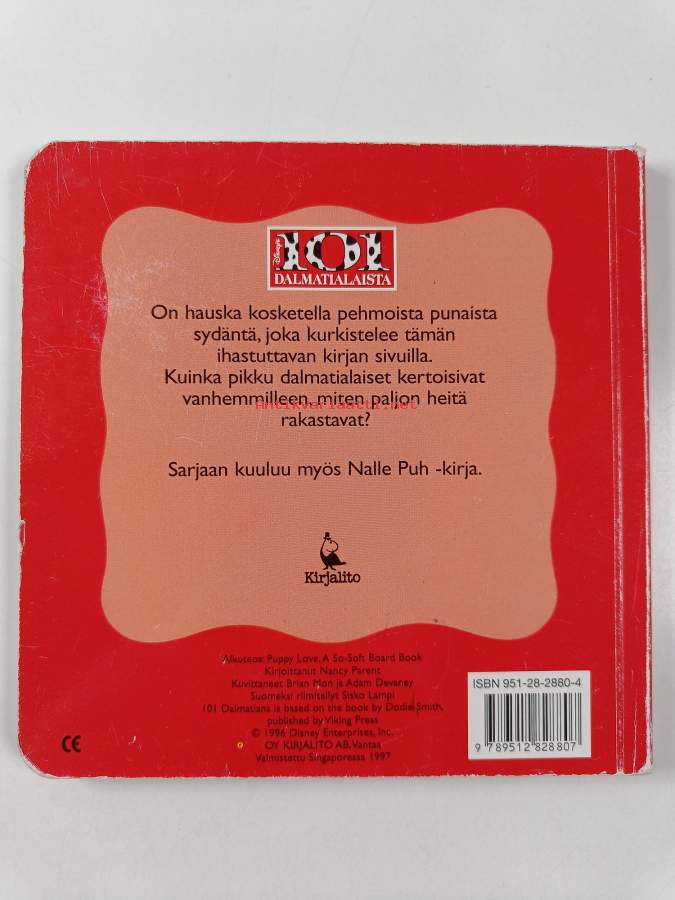 Disney's
101
DALMATIALAISTA
On hauska kosketella pehmoista punaista
sydäntä, joka kurkistelee tämän
ihastuttavan kirjan sivuilla.
Kuinka pikku dalmatialaiset kertoisivat
vanhemmilleen, miten paljon heitä
Antikvariaatti.net
rakastavat?
Sarjaan kuuluu myös Nalle Puh -kirja.
Kirjalito
Alkuteos: Puppy Love, A So-Soft Board Book
Kirjoittanut Nancy Parent
Kuvittaneet Brian Mon ja Adam Devaney
Suomeksi riimitellyt Sisko Lampi
101 Dalmatians is based on the book by Dodie Smith,
published by Viking Press
© 1996 Disney Enterprises, Inc.
OY KIRJALITO AB, Vantaa
Valmistettu Singaporessa 1997
CE
ISBN 951-28-2880-4
9 789512 828807